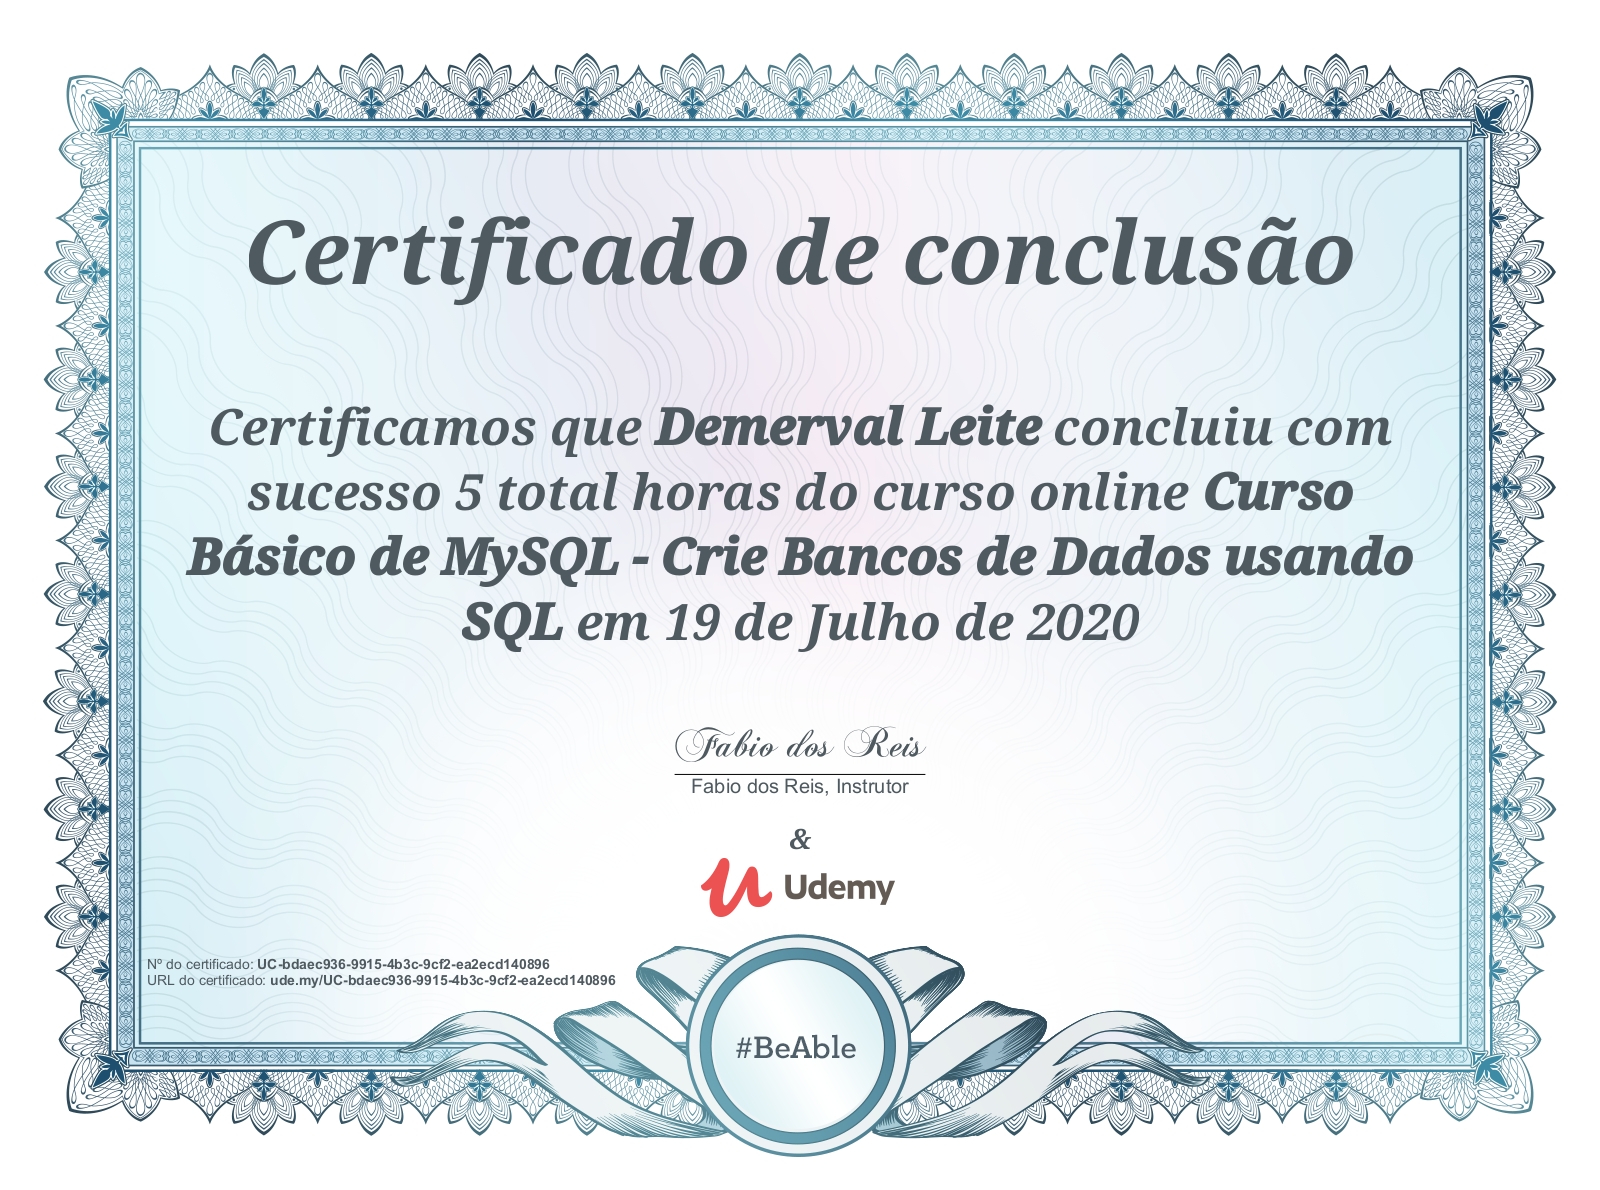 Certificado de conclusão
Certificamos que Demerval Leite concluiu com
sucesso 5 total horas do curso online Curso
Básico de MySQL - Crie Bancos de Dados usando
SQL em 19 de Julho de 2020
Fabio dos Reis
Fabio dos Reis, Instrutor
&
Udemy
Nº do certificado: UC-bdaec936-9915-4b3c-9cf2-ea2ecd140896
URL do certificado: ude.my/UC-bdaec936-9915-4b3c-9cf2-ea2ecd140896
#BeAble